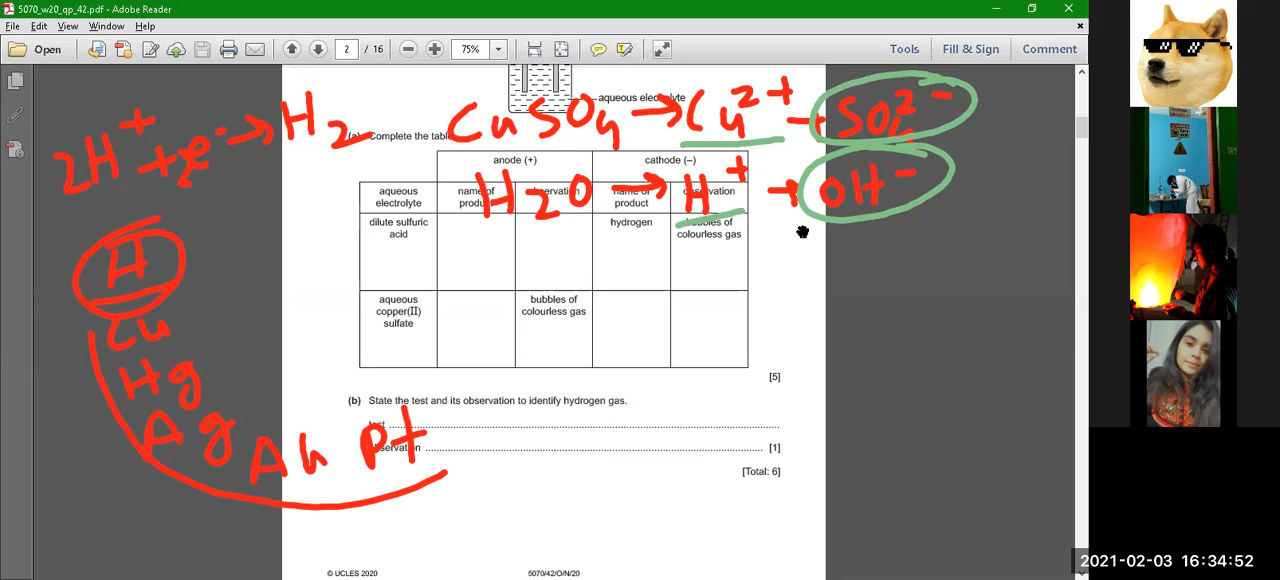 5070_w20_qp_42.pdf - Adobe Reader
File Edit View Window Help
Open 2 / 16 75% Tools Fill & Sign Comment
aqueous electrolyte
2H+ + e- → H2
CuSO4 → Cu2+ + SO42-
H2O → H+ + OH-
(a) Complete the table
anode (+) cathode (–)
aqueous electrolyte name of product observation name of product observation
dilute sulfuric acid hydrogen bubbles of colourless gas
aqueous copper(II) sulfate bubbles of colourless gas
[5]
H
Cu
Hg
Ag Au Pt
(b) State the test and its observation to identify hydrogen gas.
test
observation [1]
[Total: 6]
© UCLES 2020 5070/42/O/N/20
2021-02-03 16:34:52